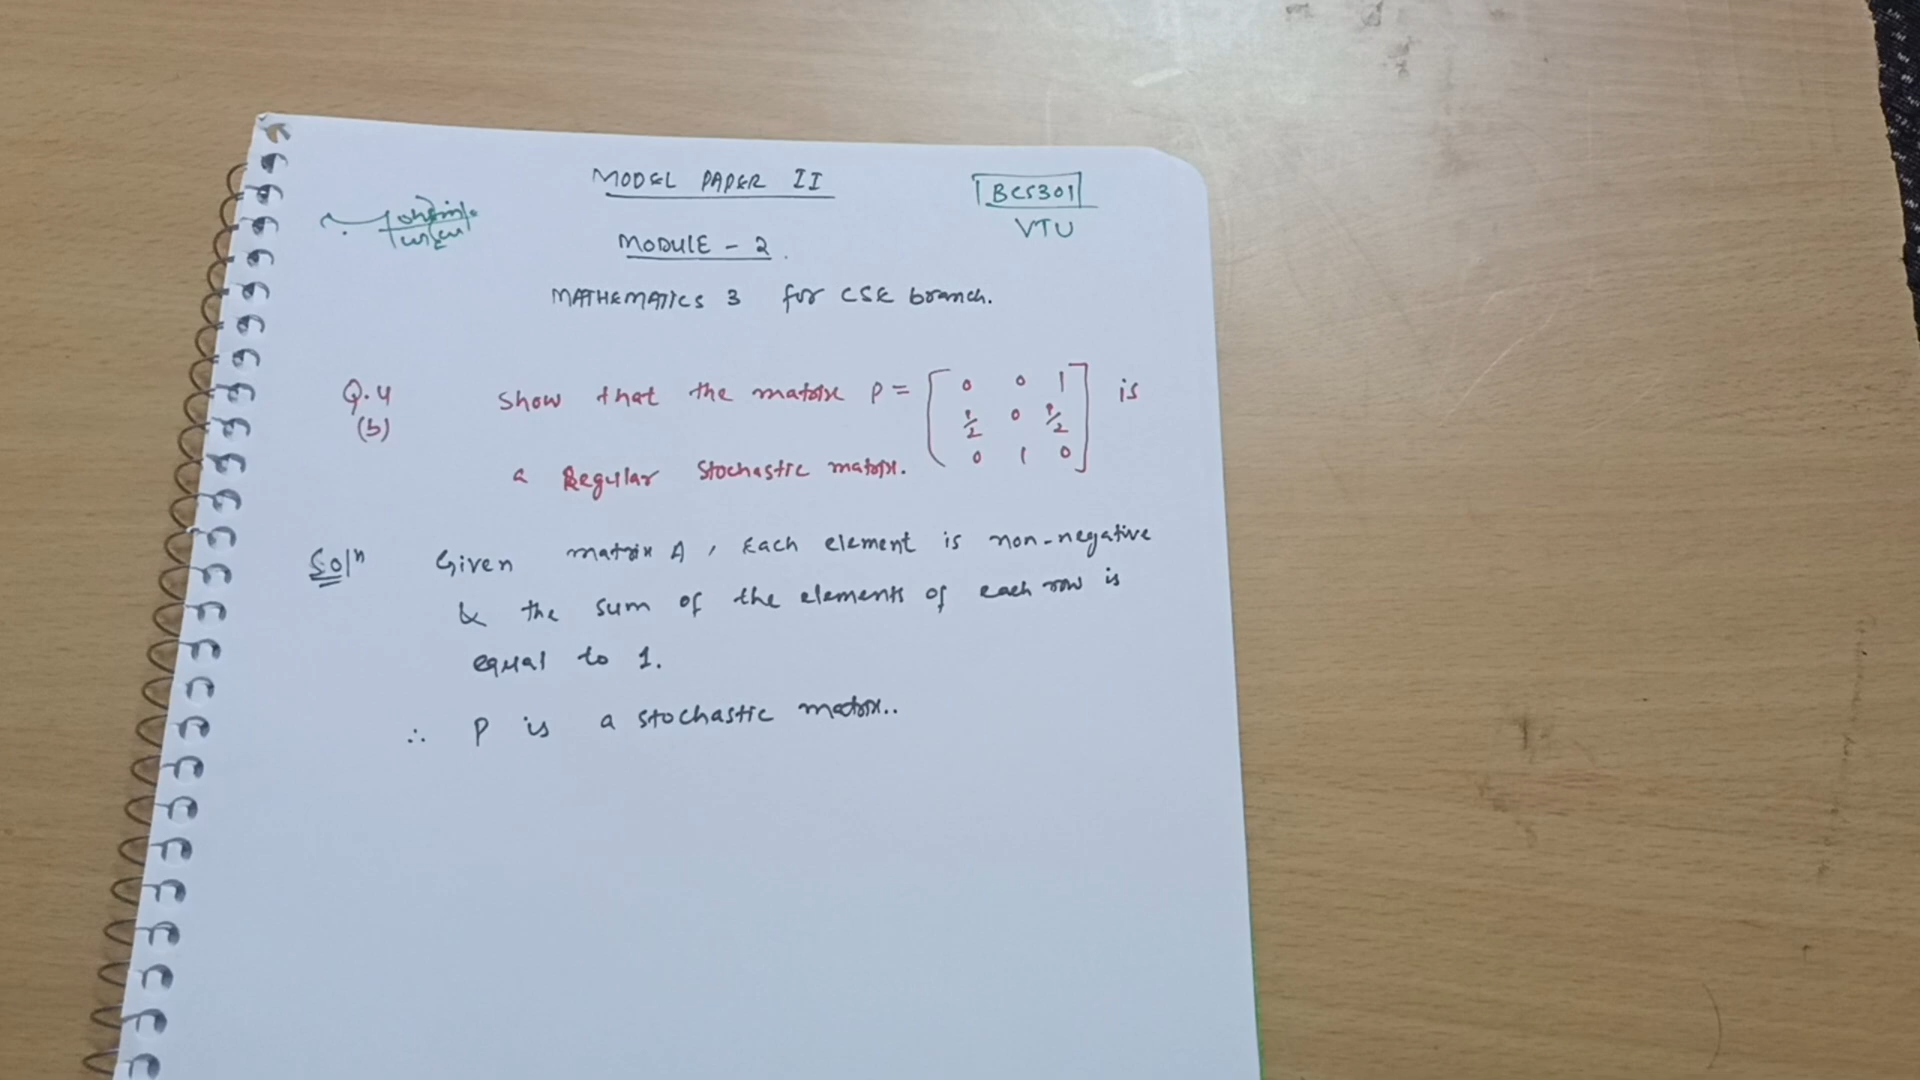 MODEL PAPER II
BCS301
VTU
MODULE - 2.
MATHEMATICS 3 for CSE branch.
Q.4 Show that the matrix P = [ 0 0 1 is
(b) 1/2 0 1/2
a Regular Stochastic matrix. 0 1 0 ]
Soln Given matrix A, Each element is non-negative
& the sum of the elements of each row is
equal to 1.
∴ P is a stochastic matrix..